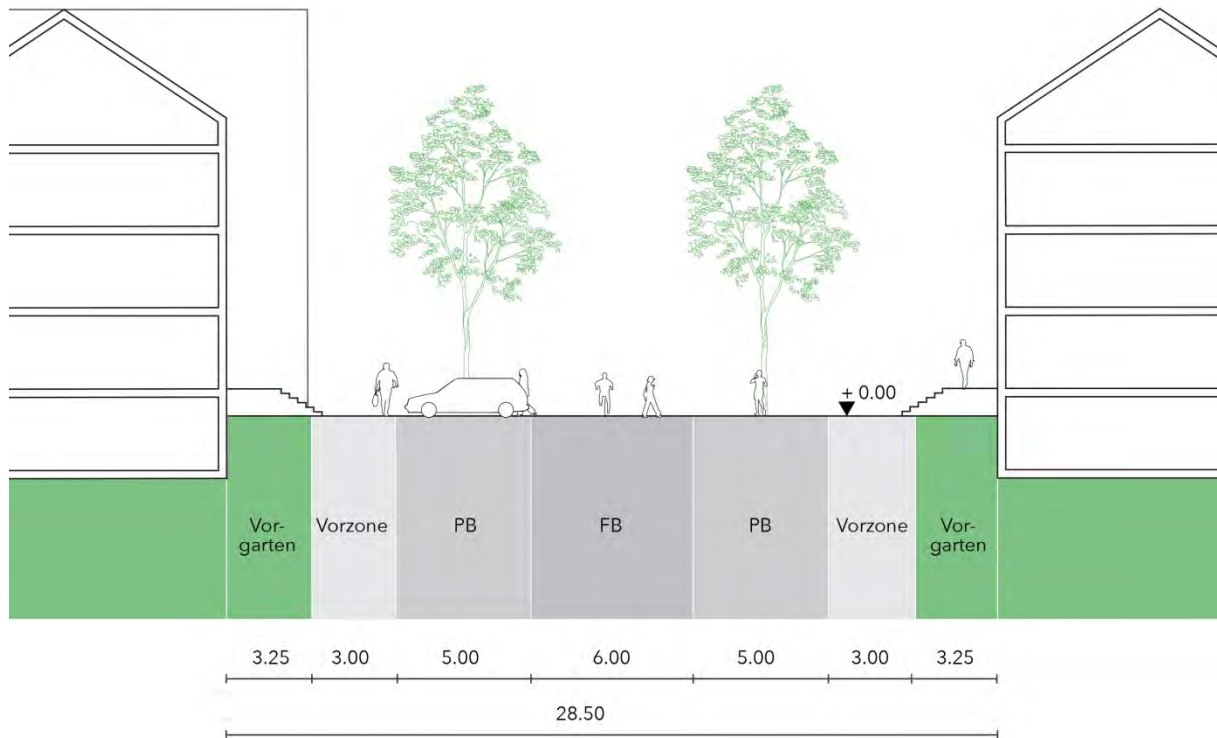 + 0.00
Vor-
garten
Vorzone
PB
FB
PB
Vorzone
Vor-
garten
3.25
3.00
5.00
6.00
5.00
3.00
3.25
28.50